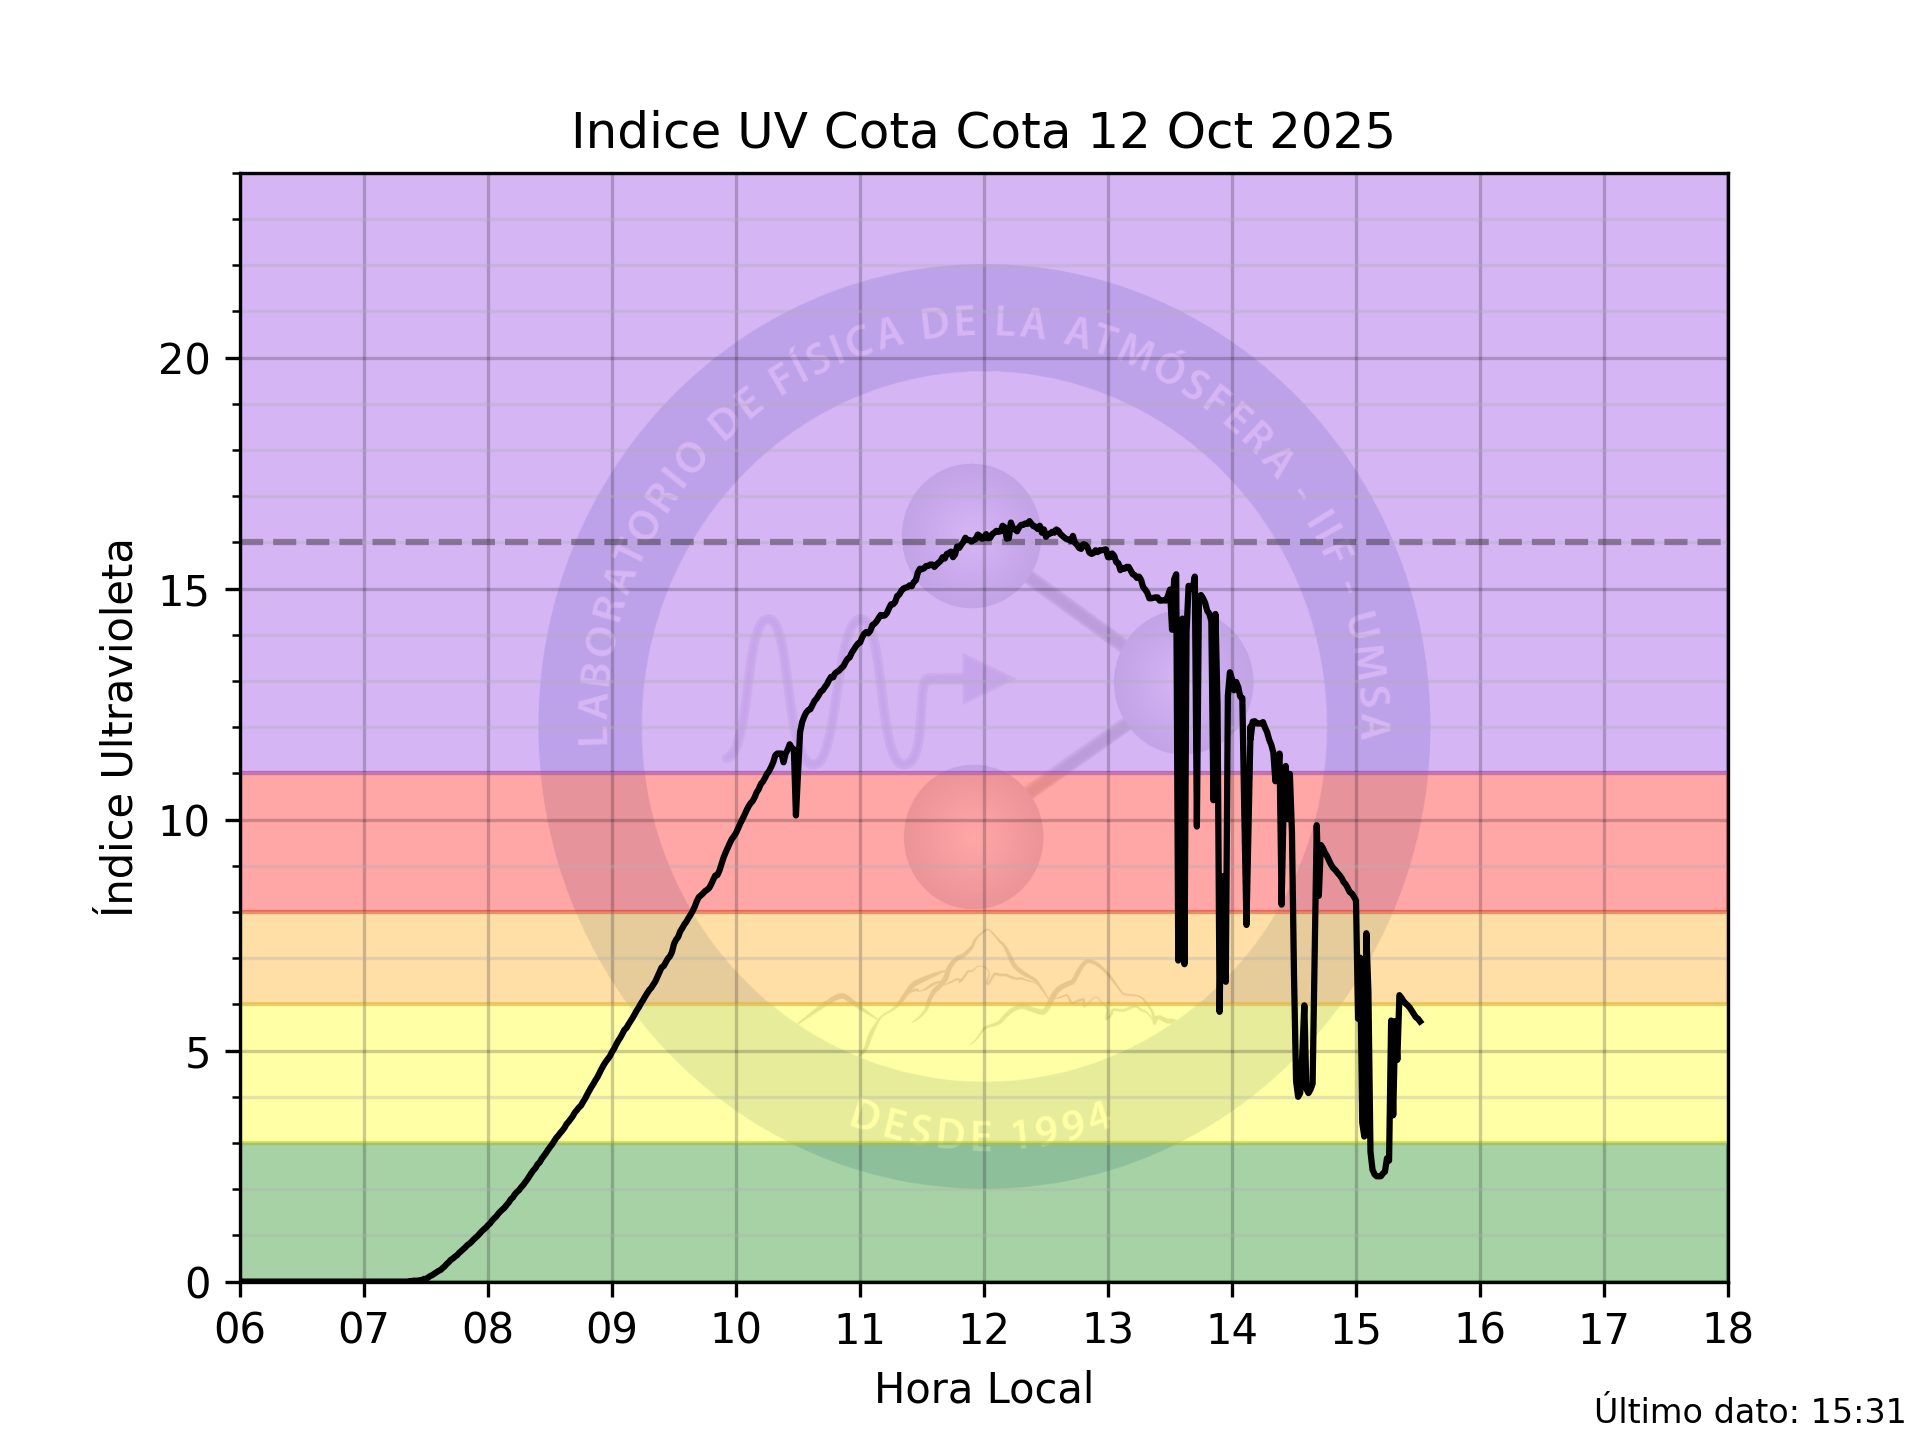 Indice UV Cota Cota 12 Oct 2025
Índice Ultravioleta
20
15
10
5
0
LABORATORIO DE FÍSICA DE LA ATMÓSFERA - IIF - UMSA
DESDE 1994
06 07 08 09 10 11 12 13 14 15 16 17 18
Hora Local
Último dato: 15:31